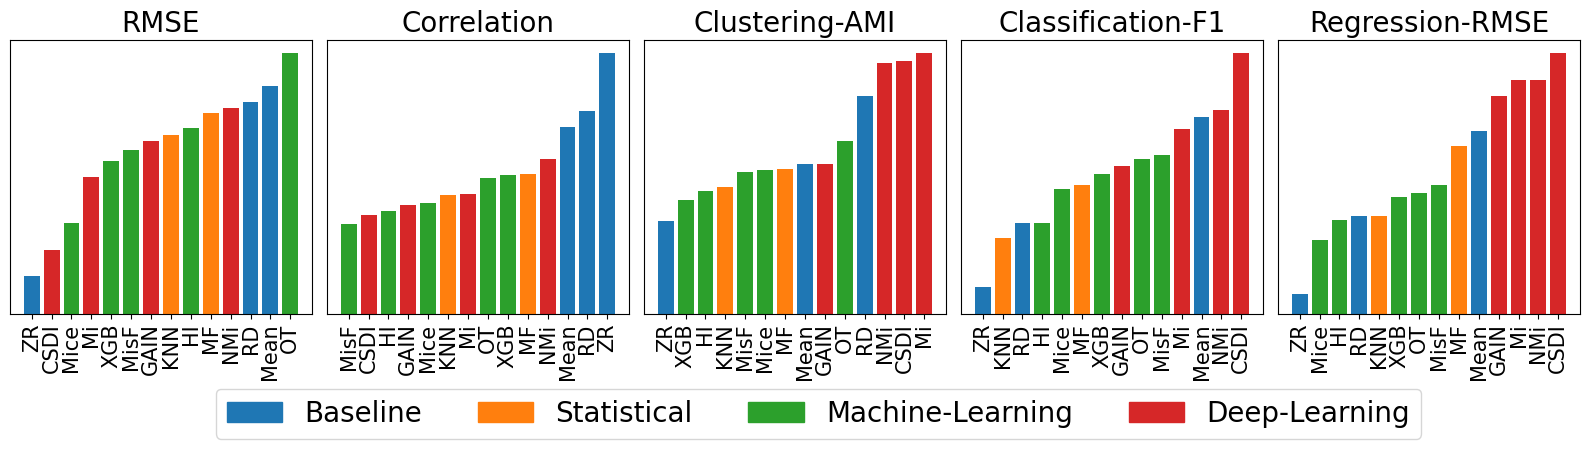 RMSE
Correlation
Clustering-AMI
Classification-F1
Regression-RMSE
ZR
CSDI
Mice
Mi
XGB
MisF
GAIN
KNN
HI
MF
NMi
RD
Mean
OT
MisF
CSDI
HI
GAIN
Mice
KNN
Mi
OT
XGB
MF
NMi
Mean
RD
ZR
ZR
XGB
HI
KNN
MisF
Mice
MF
Mean
GAIN
OT
RD
NMi
CSDI
Mi
ZR
KNN
RD
HI
Mice
MF
XGB
GAIN
OT
MisF
Mi
Mean
NMi
CSDI
ZR
Mice
HI
RD
KNN
XGB
OT
MisF
MF
Mean
GAIN
Mi
NMi
CSDI
Baseline
Statistical
Machine-Learning
Deep-Learning